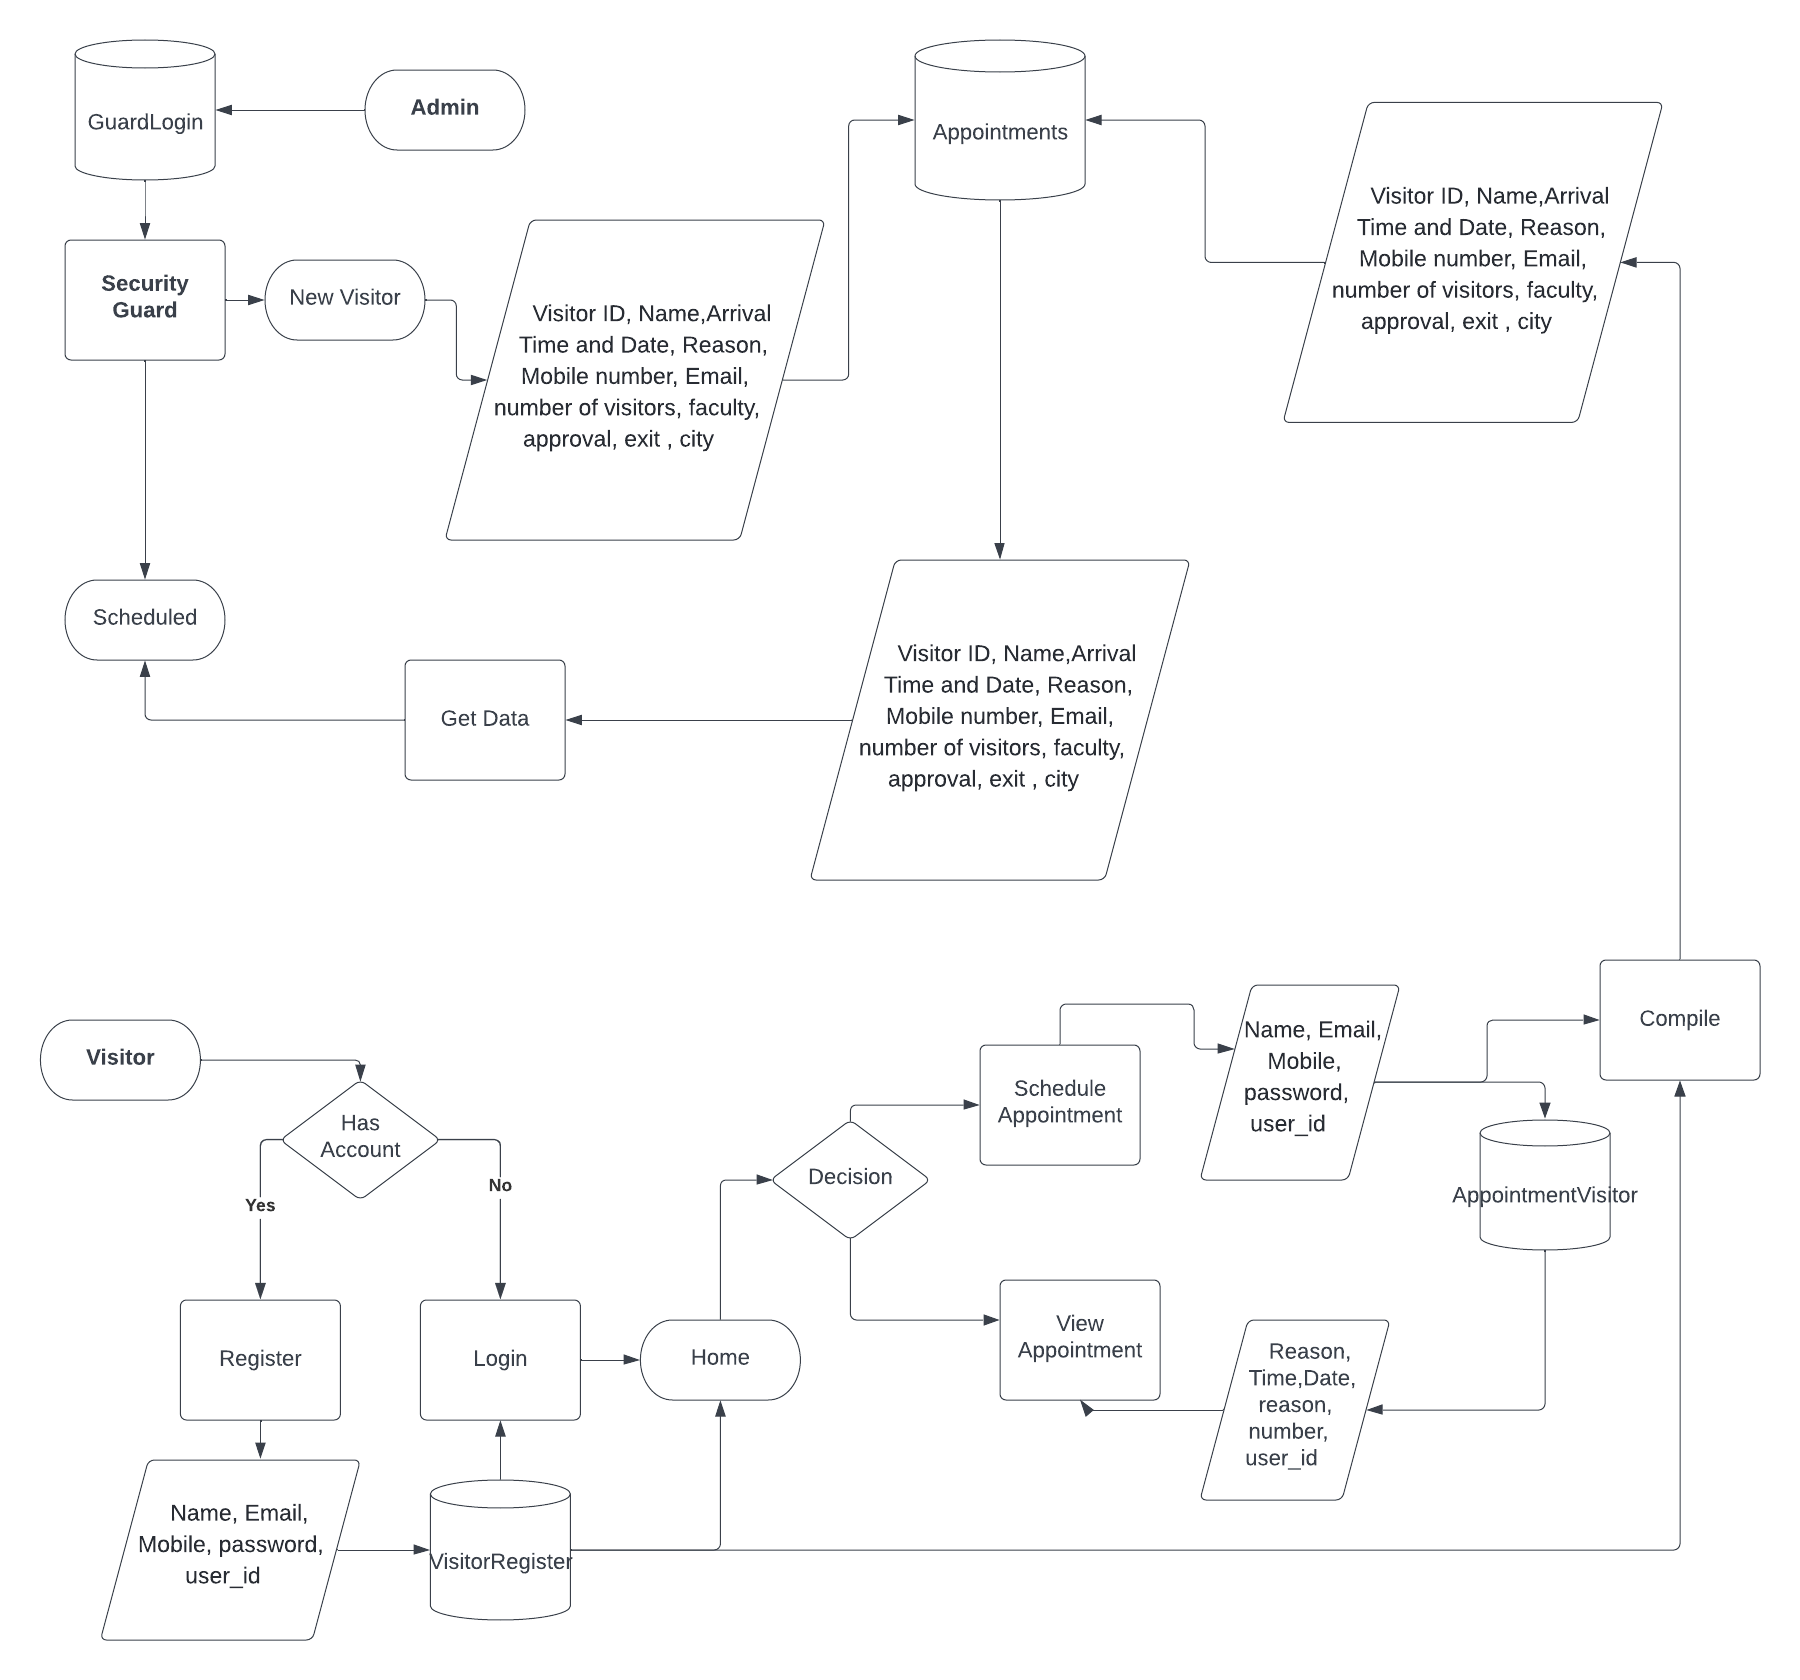 GuardLogin
Admin
Appointments
Visitor ID, Name,Arrival
Time and Date, Reason,
Mobile number, Email,
number of visitors, faculty,
approval, exit , city
Security
Guard
New Visitor
Visitor ID, Name,Arrival
Time and Date, Reason,
Mobile number, Email,
number of visitors, faculty,
approval, exit , city
Scheduled
Get Data
Visitor ID, Name,Arrival
Time and Date, Reason,
Mobile number, Email,
number of visitors, faculty,
approval, exit , city
Visitor
Has
Account
Yes
No
Register
Login
Home
Decision
Schedule
Appointment
Name, Email,
Mobile,
password,
user_id
Compile
AppointmentVisitor
View
Appointment
Reason,
Time,Date,
reason,
number,
user_id
Name, Email,
Mobile, password,
user_id
VisitorRegister